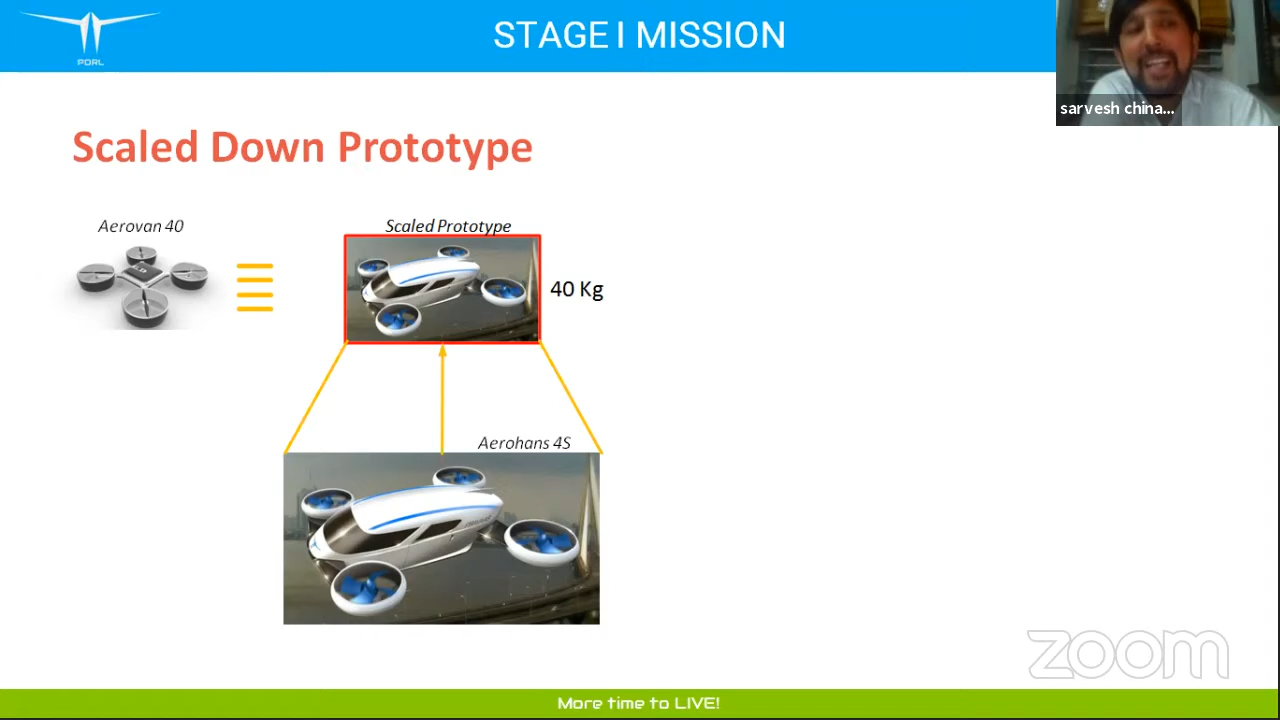 STAGE I MISSION
PDRL
sarvesh china...
Scaled Down Prototype
Aerovan 40
Scaled Prototype
40 Kg
Aerohans 4S
zoom
More time to LIVE!